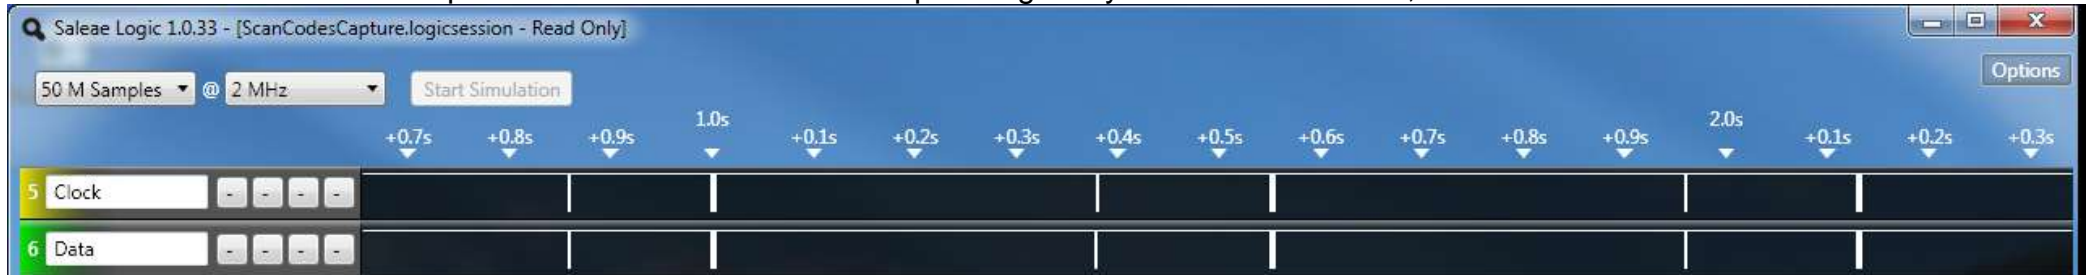 Saleae Logic 1.0.33 - [ScanCodesCapture.logicsession - Read Only]
Options
50 M Samples @ 2 MHz Start Simulation
+0.7s +0.8s +0.9s 1.0s +0.1s +0.2s +0.3s +0.4s +0.5s +0.6s +0.7s +0.8s +0.9s 2.0s +0.1s +0.2s +0.3s
5 Clock - - - -
6 Data - - - -